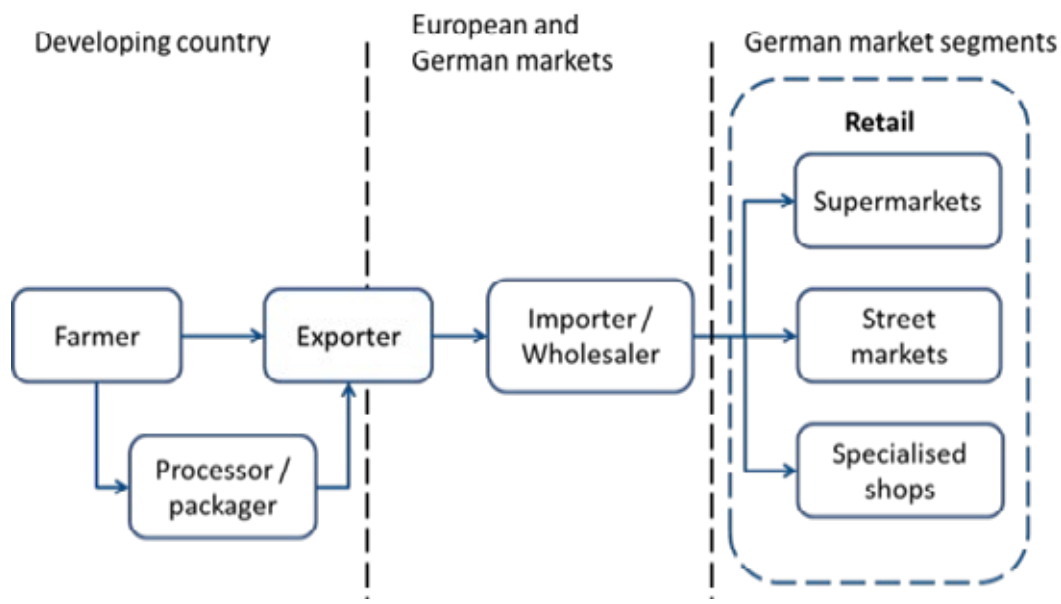 Developing country
European and
German markets
German market segments
Retail
Supermarkets
Farmer
Exporter
Importer /
Wholesaler
Street
markets
Processor /
packager
Specialised
shops